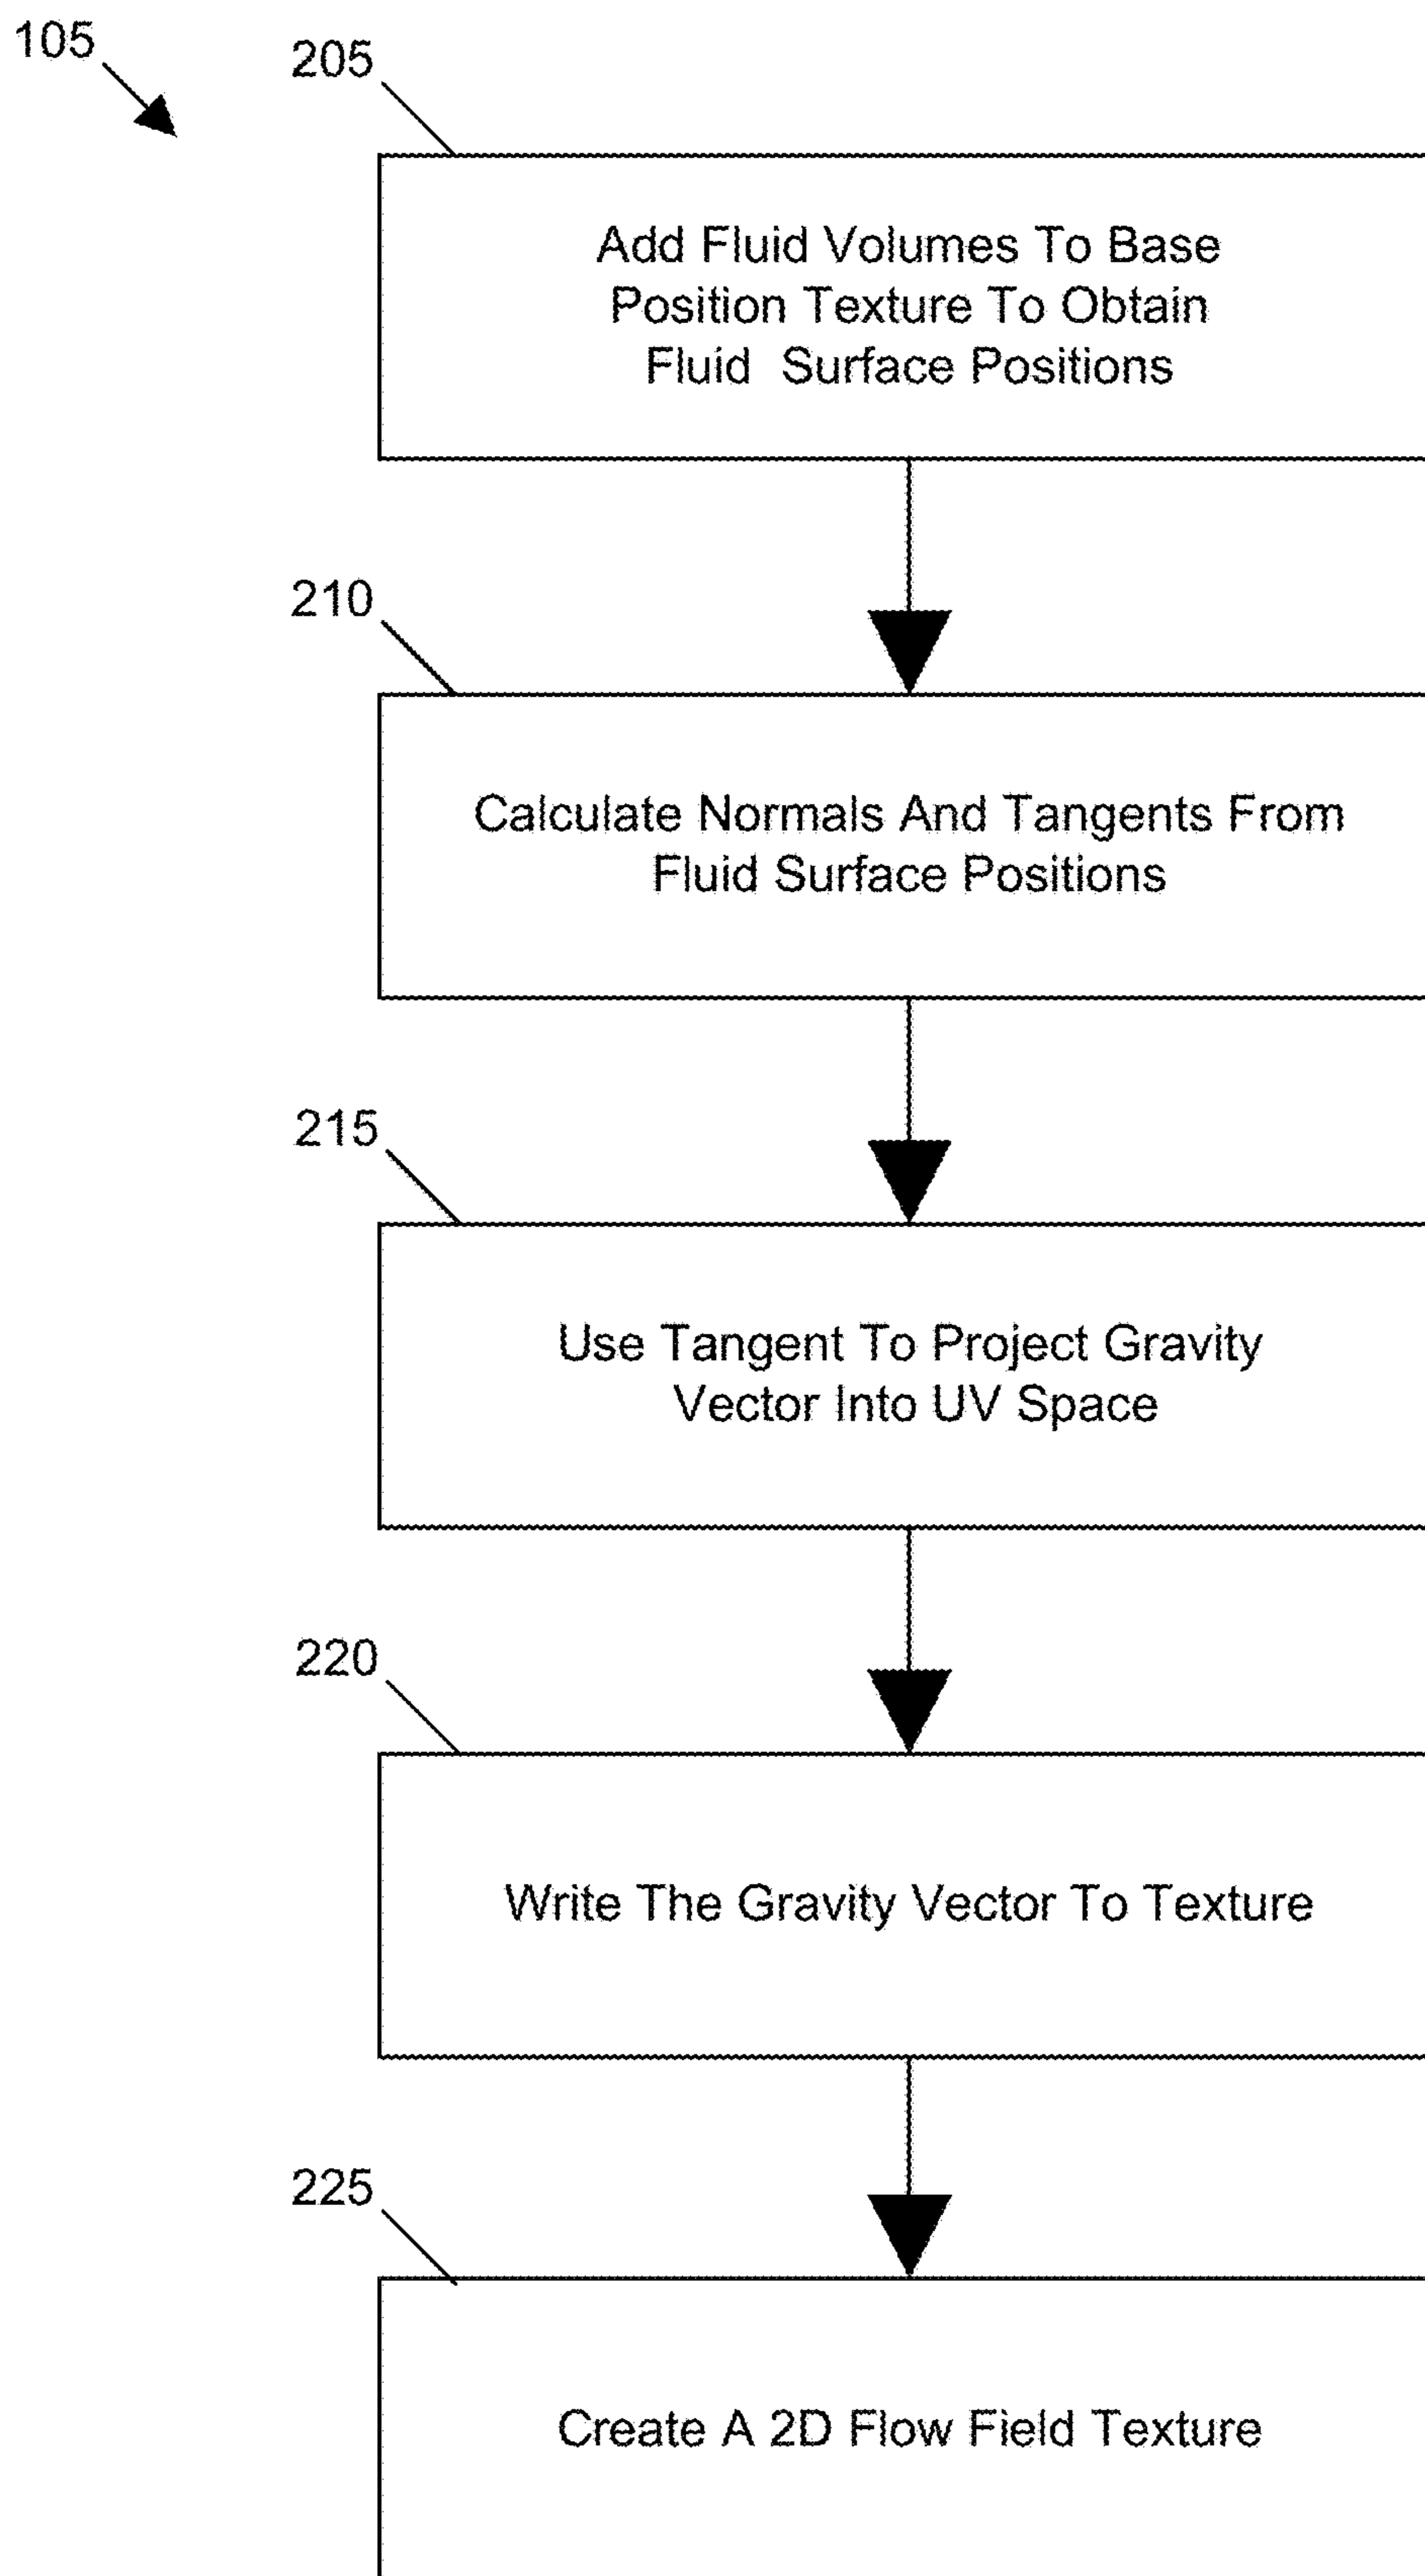 105
205
Add Fluid Volumes To Base
Position Texture To Obtain
Fluid Surface Positions
210
Calculate Normals And Tangents From
Fluid Surface Positions
215
Use Tangent To Project Gravity
Vector Into UV Space
220
Write The Gravity Vector To Texture
225
Create A 2D Flow Field Texture